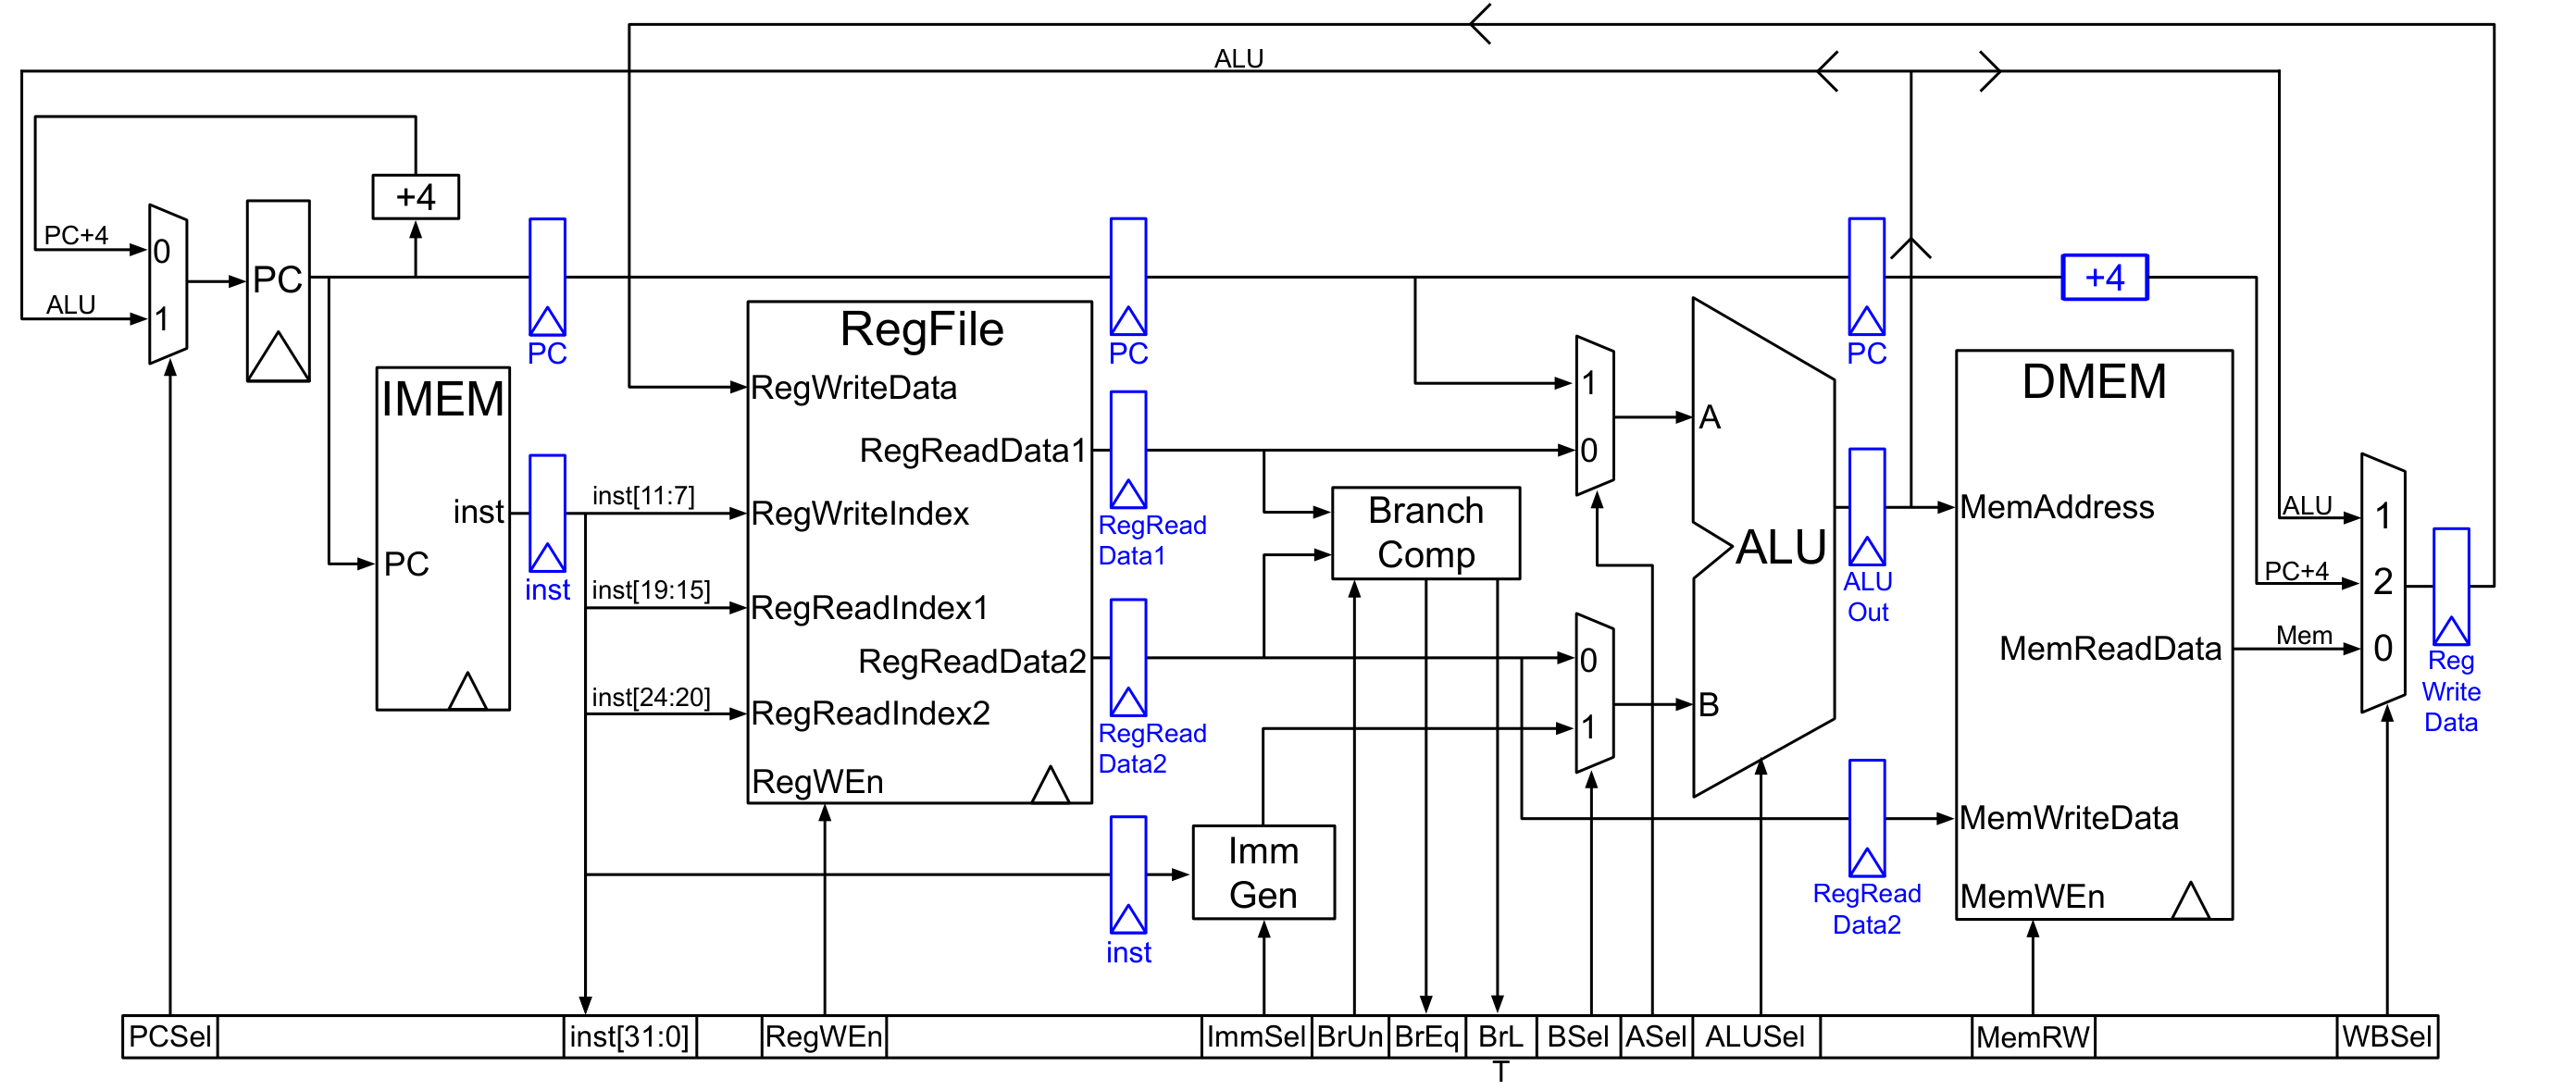 ALU
+4
PC+4
0
PC
ALU
1
PC
PC
PC
+4
IMEM
inst
PC
inst
RegFile
RegWriteData
RegReadData1
inst[11:7]
RegWriteIndex
inst[19:15]
RegReadIndex1
RegReadData2
inst[24:20]
RegReadIndex2
RegWEn
RegRead
Data1
RegRead
Data2
inst
Imm
Gen
Branch
Comp
1
0
0
1
A
ALU
B
ALU
Out
RegRead
Data2
DMEM
MemAddress
MemReadData
MemWriteData
MemWEn
ALU
1
PC+4
2
Mem
0
Reg
Write
Data
PCSel
inst[31:0]
RegWEn
ImmSel
BrUn
BrEq
BrL
T
BSel
ASel
ALUSel
MemRW
WBSel